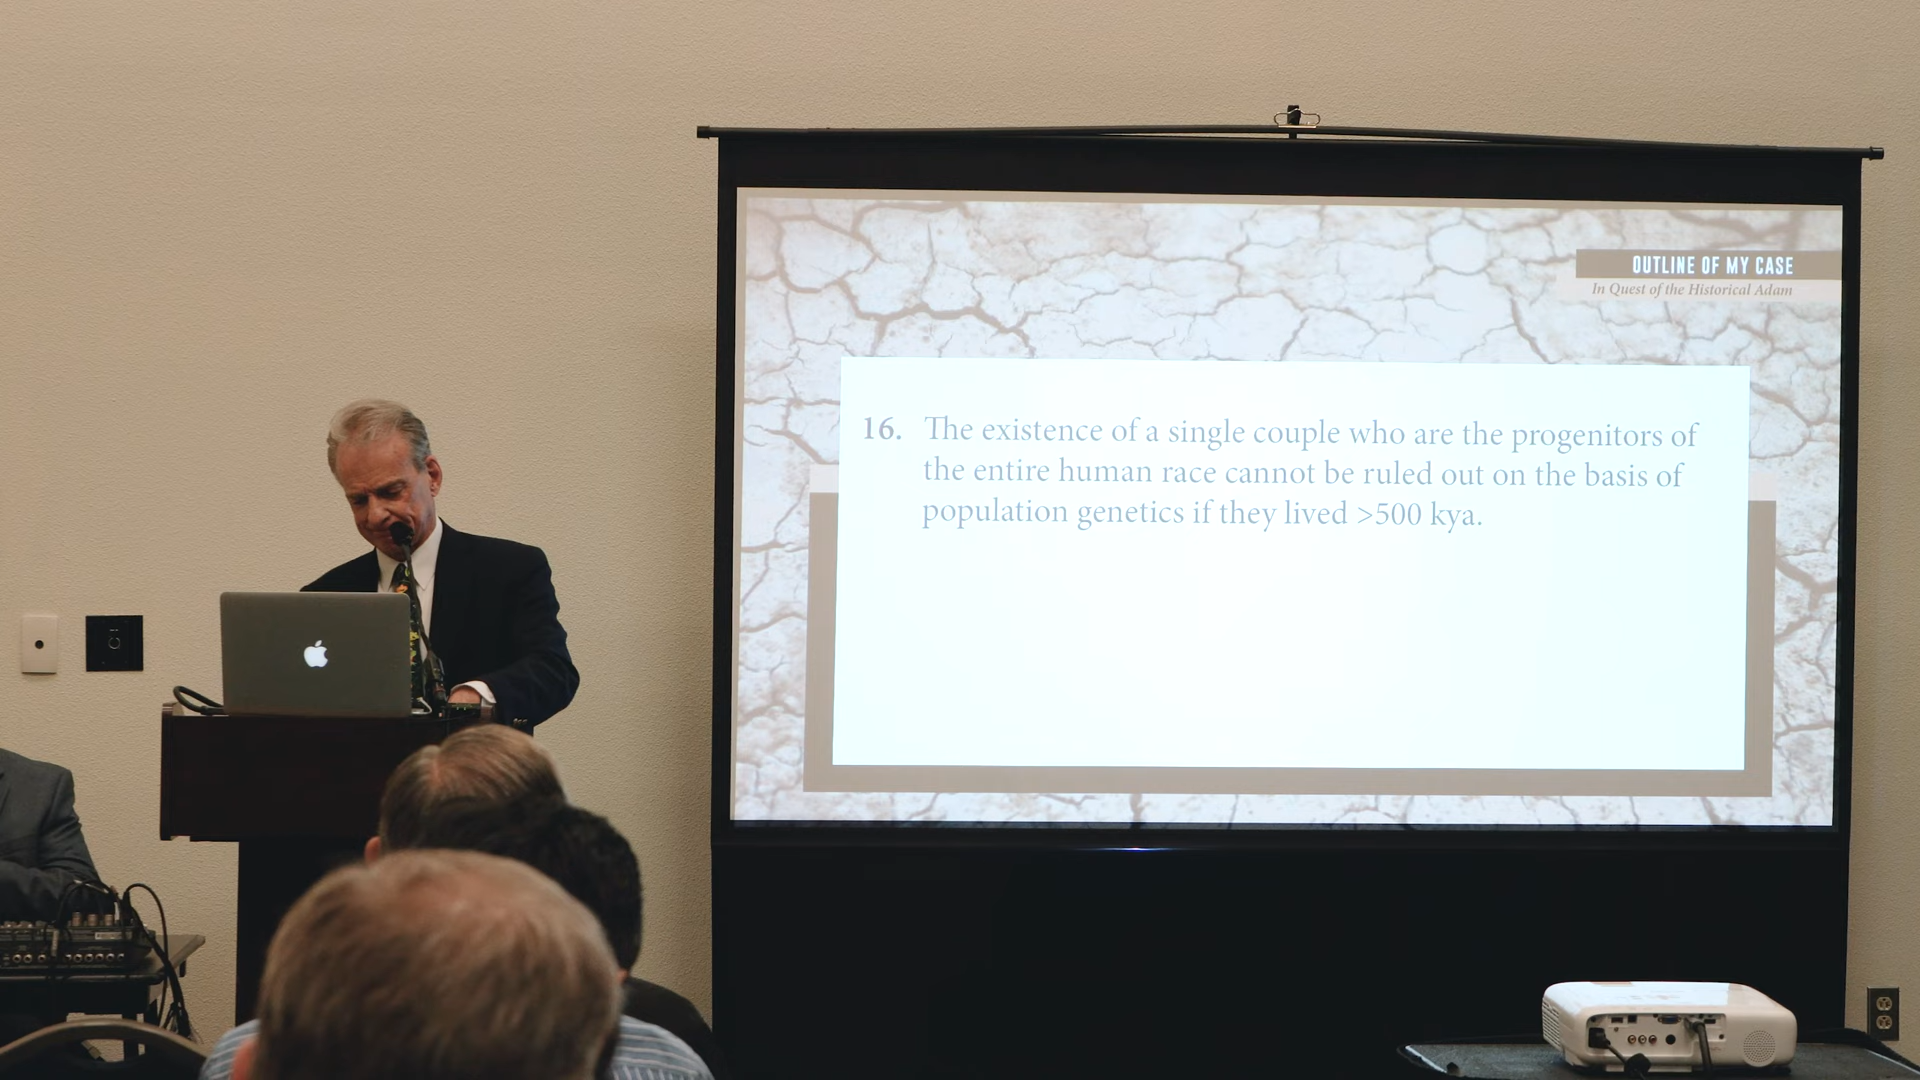 OUTLINE OF MY CASE
In Quest of the Historical Adam
16. The existence of a single couple who are the progenitors of
the entire human race cannot be ruled out on the basis of
population genetics if they lived >500 kya.